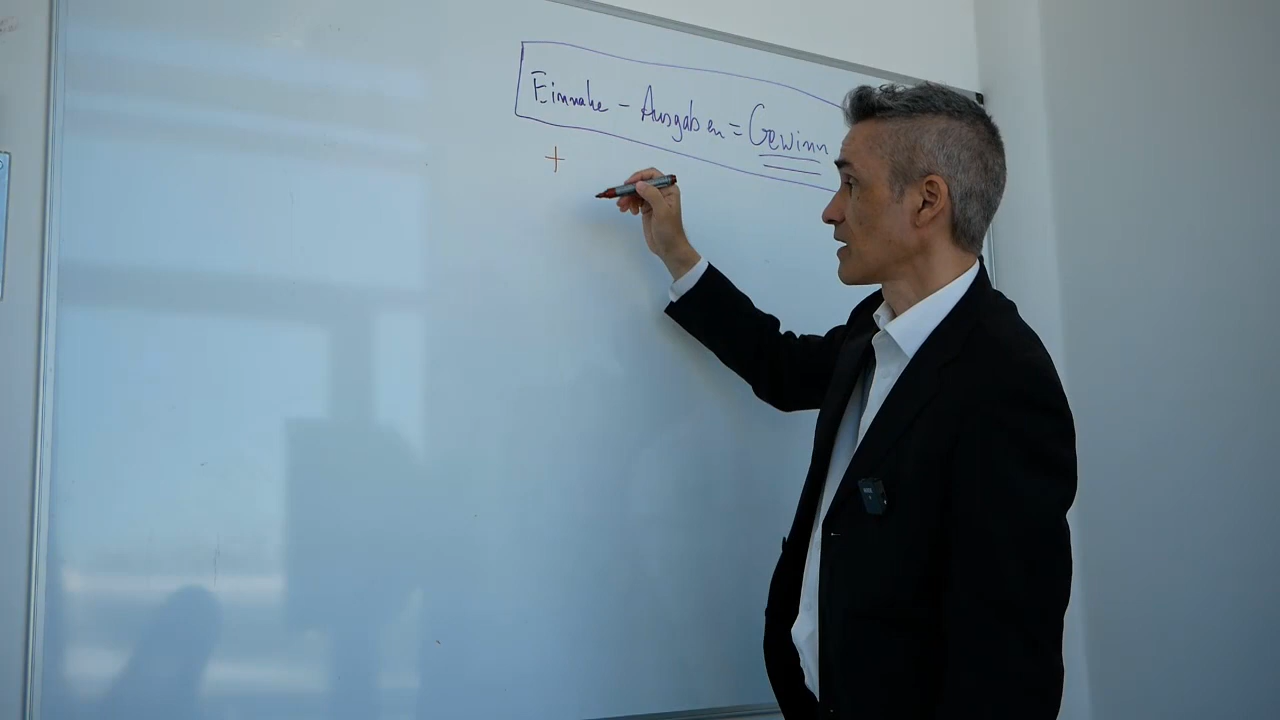 Einnahe - Ausgaben = Gewinn
+